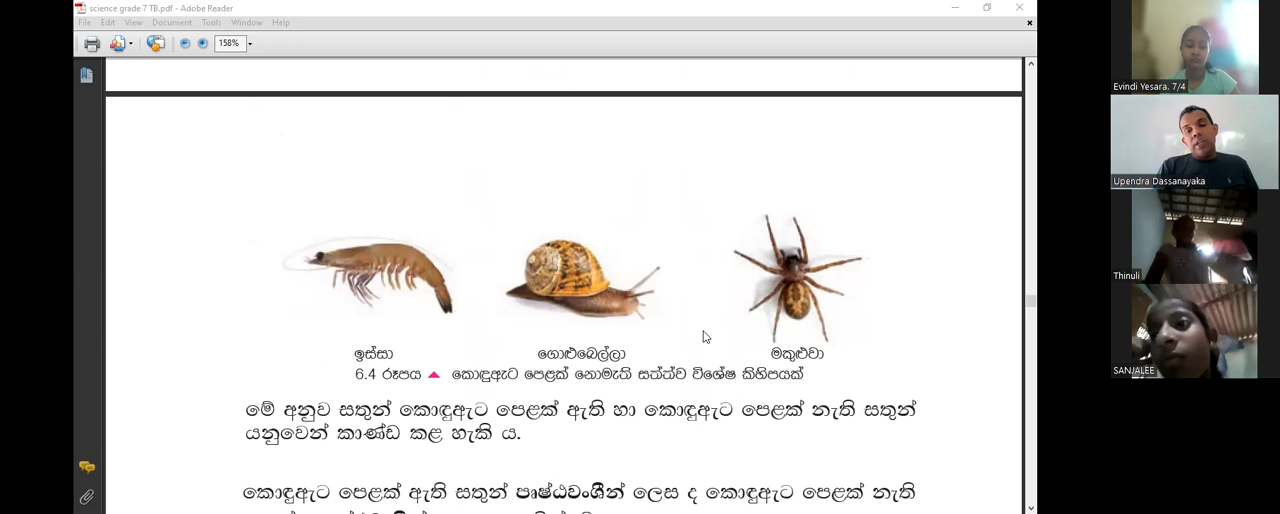 science grade 7 TB.pdf - Adobe Reader
File Edit View Document Tools Window Help
158%
ඉස්සා ගොළුබෙල්ලා මකුළුවා
6.4 රූපය ▲ කොඳුඇට පෙළක් නොමැති සත්ත්ව විශේෂ කිහිපයක්
මේ අනුව සතුන් කොඳුඇට පෙළක් ඇති හා කොඳුඇට පෙළක් නැති සතුන්
යනුවෙන් කාණ්ඩ කළ හැකි ය.
කොඳුඇට පෙළක් ඇති සතුන් පෘෂ්ඨවංශීන් ලෙස ද කොඳුඇට පෙළක් නැති
Evindi Yesara. 7/4
Upendra Dassanayaka
Thinuli
SANJALEE